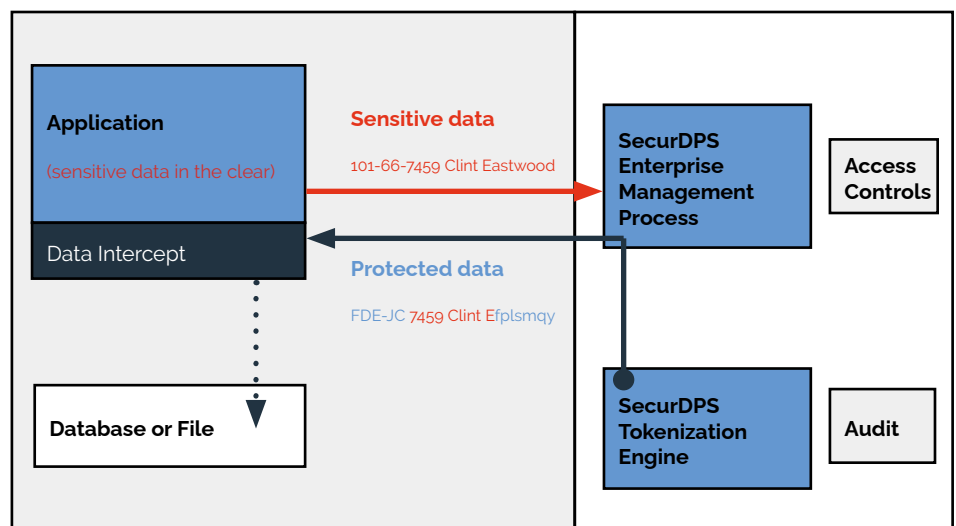 Application
(sensitive data in the clear)
Data Intercept
Database or File
Sensitive data
101-66-7459 Clint Eastwood
Protected data
FDE-JC 7459 Clint Efplsmqy
SecurDPS
Enterprise
Management
Process
Access
Controls
SecurDPS
Tokenization
Engine
Audit